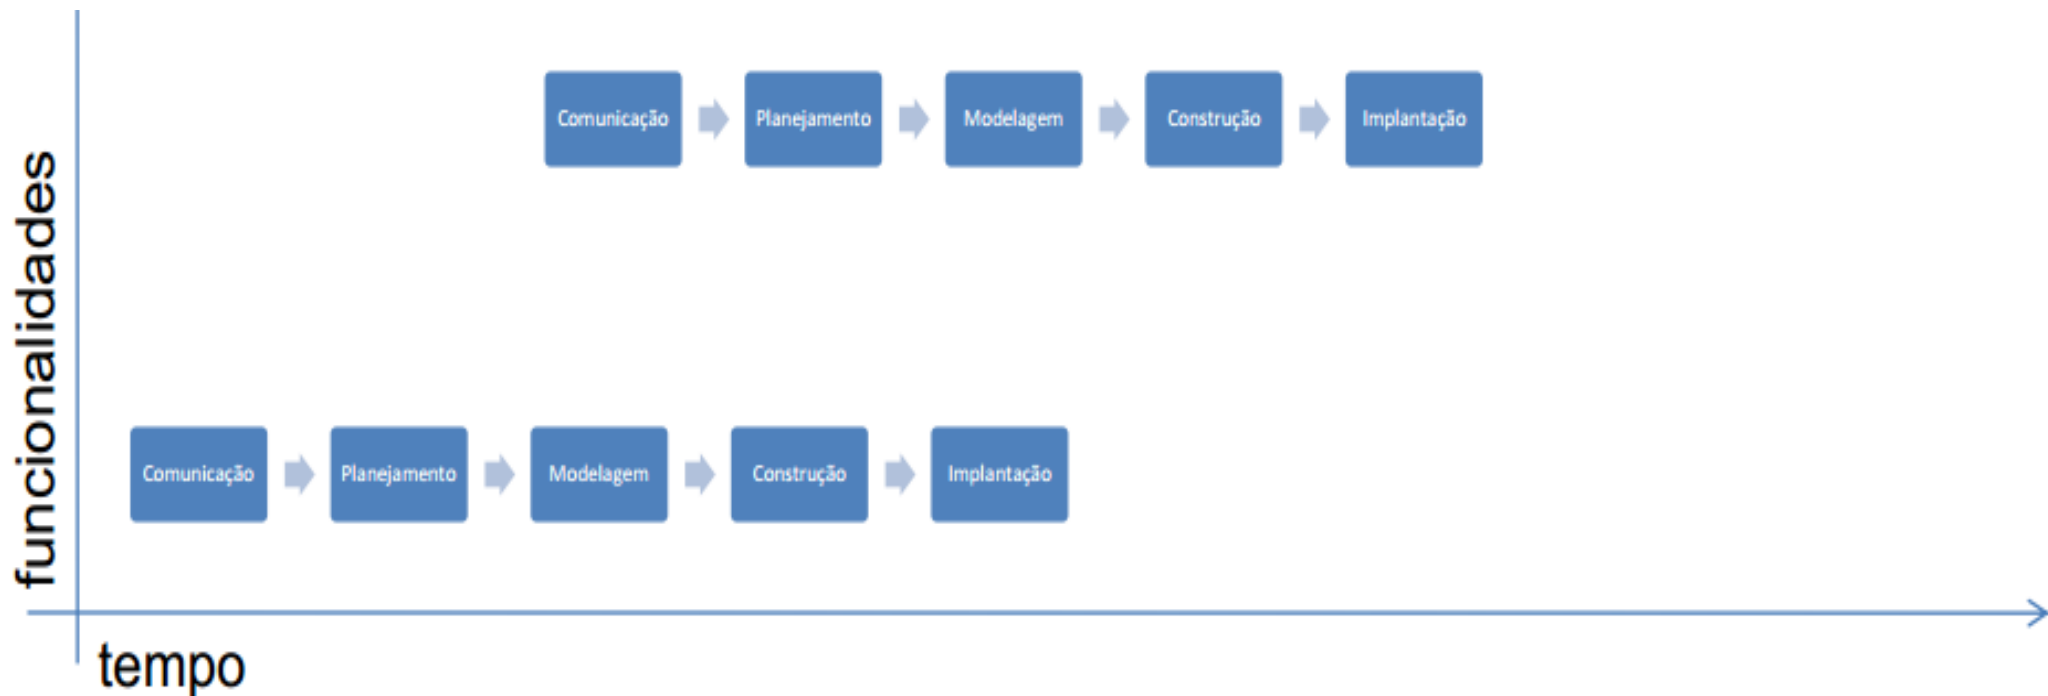 funcionalidades
Comunicação
Planejamento
Modelagem
Construção
Implantação
Comunicação
Planejamento
Modelagem
Construção
Implantação
tempo